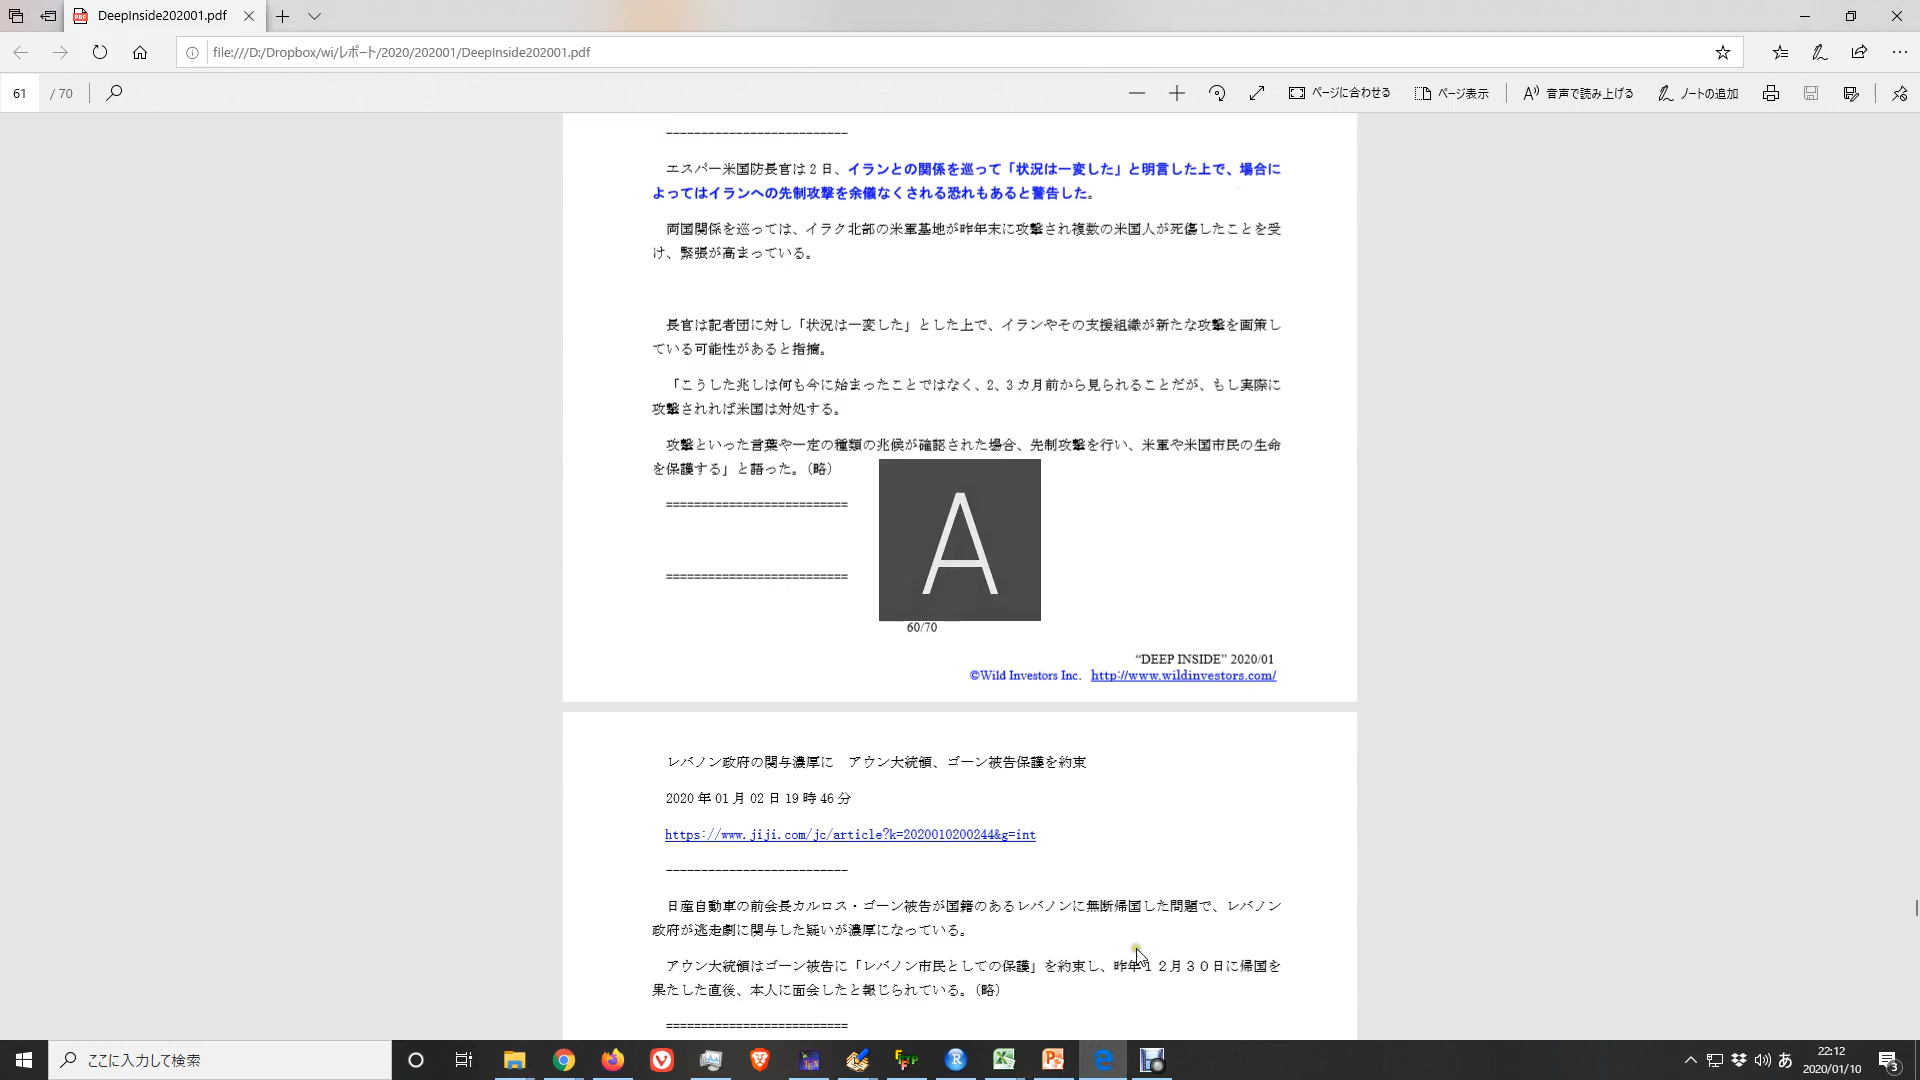 DeepInside202001.pdf
file:///D:/Dropbox/wi/レポート/2020/202001/DeepInside202001.pdf
61 / 70
ページに合わせる
ページ表示
音声で読み上げる
ノートの追加
--------------------------
エスパー米国防長官は2日、イランとの関係を巡って「状況は一変した」と明言した上で、場合に
よってはイランへの先制攻撃を余儀なくされる恐れもあると警告した。
両国関係を巡っては、イラク北部の米軍基地が昨年末に攻撃され複数の米国人が死傷したことを受
け、緊張が高まっている。
長官は記者団に対し「状況は一変した」とした上で、イランやその支援組織が新たな攻撃を画策し
ている可能性があると指摘。
「こうした兆しは何も今に始まったことではなく、2、3カ月前から見られることだが、もし実際に
攻撃されれば米国は対処する。
攻撃といった言葉や一定の種類の兆候が確認された場合、先制攻撃を行い、米軍や米国市民の生命
を保護する」と語った。（略）
==========================
A
==========================
60/70
“DEEP INSIDE” 2020/01
©Wild Investors Inc. http://www.wildinvestors.com/
レバノン政府の関与濃厚に　アウン大統領、ゴーン被告保護を約束
2020年01月02日19時46分
https://www.jiji.com/jc/article?k=2020010200244&g=int
--------------------------
日産自動車の前会長カルロス・ゴーン被告が国籍のあるレバノンに無断帰国した問題で、レバノン
政府が逃走劇に関与した疑いが濃厚になっている。
アウン大統領はゴーン被告に「レバノン市民としての保護」を約束し、昨年１２月３０日に帰国を
果たした直後、本人に面会したと報じられている。（略）
==========================
ここに入力して検索
あ
22:12
2020/01/10
3